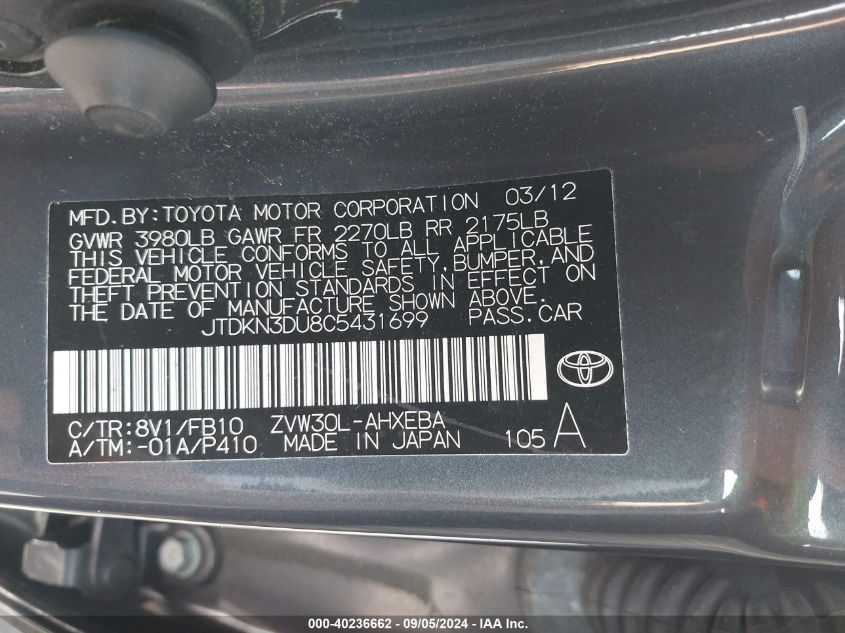 MFD. BY: TOYOTA MOTOR CORPORATION 03/12
GVWR 3980LB GAWR FR 2270LB RR 2175LB
THIS VEHICLE CONFORMS TO ALL APPLICABLE
FEDERAL MOTOR VEHICLE SAFETY, BUMPER, AND
THEFT PREVENTION STANDARDS IN EFFECT ON
THE DATE OF MANUFACTURE SHOWN ABOVE.
JTDKN3DU8C5431699 PASS. CAR
C/TR: 8V1/FB10 ZVW30L-AHXEBA
A/TM: -01A/P410 MADE IN JAPAN 105 A
000-40236662 - 09/05/2024 - IAA Inc.